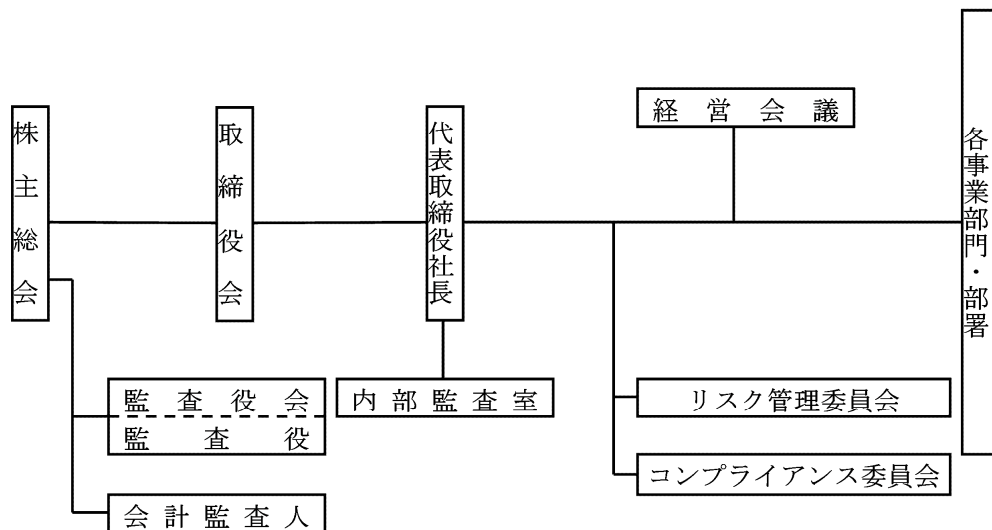 株主総会
取締役会
代表取締役社長
経営会議
各事業部門・部署
監査役会
監査役
内部監査室
リスク管理委員会
コンプライアンス委員会
会計監査人